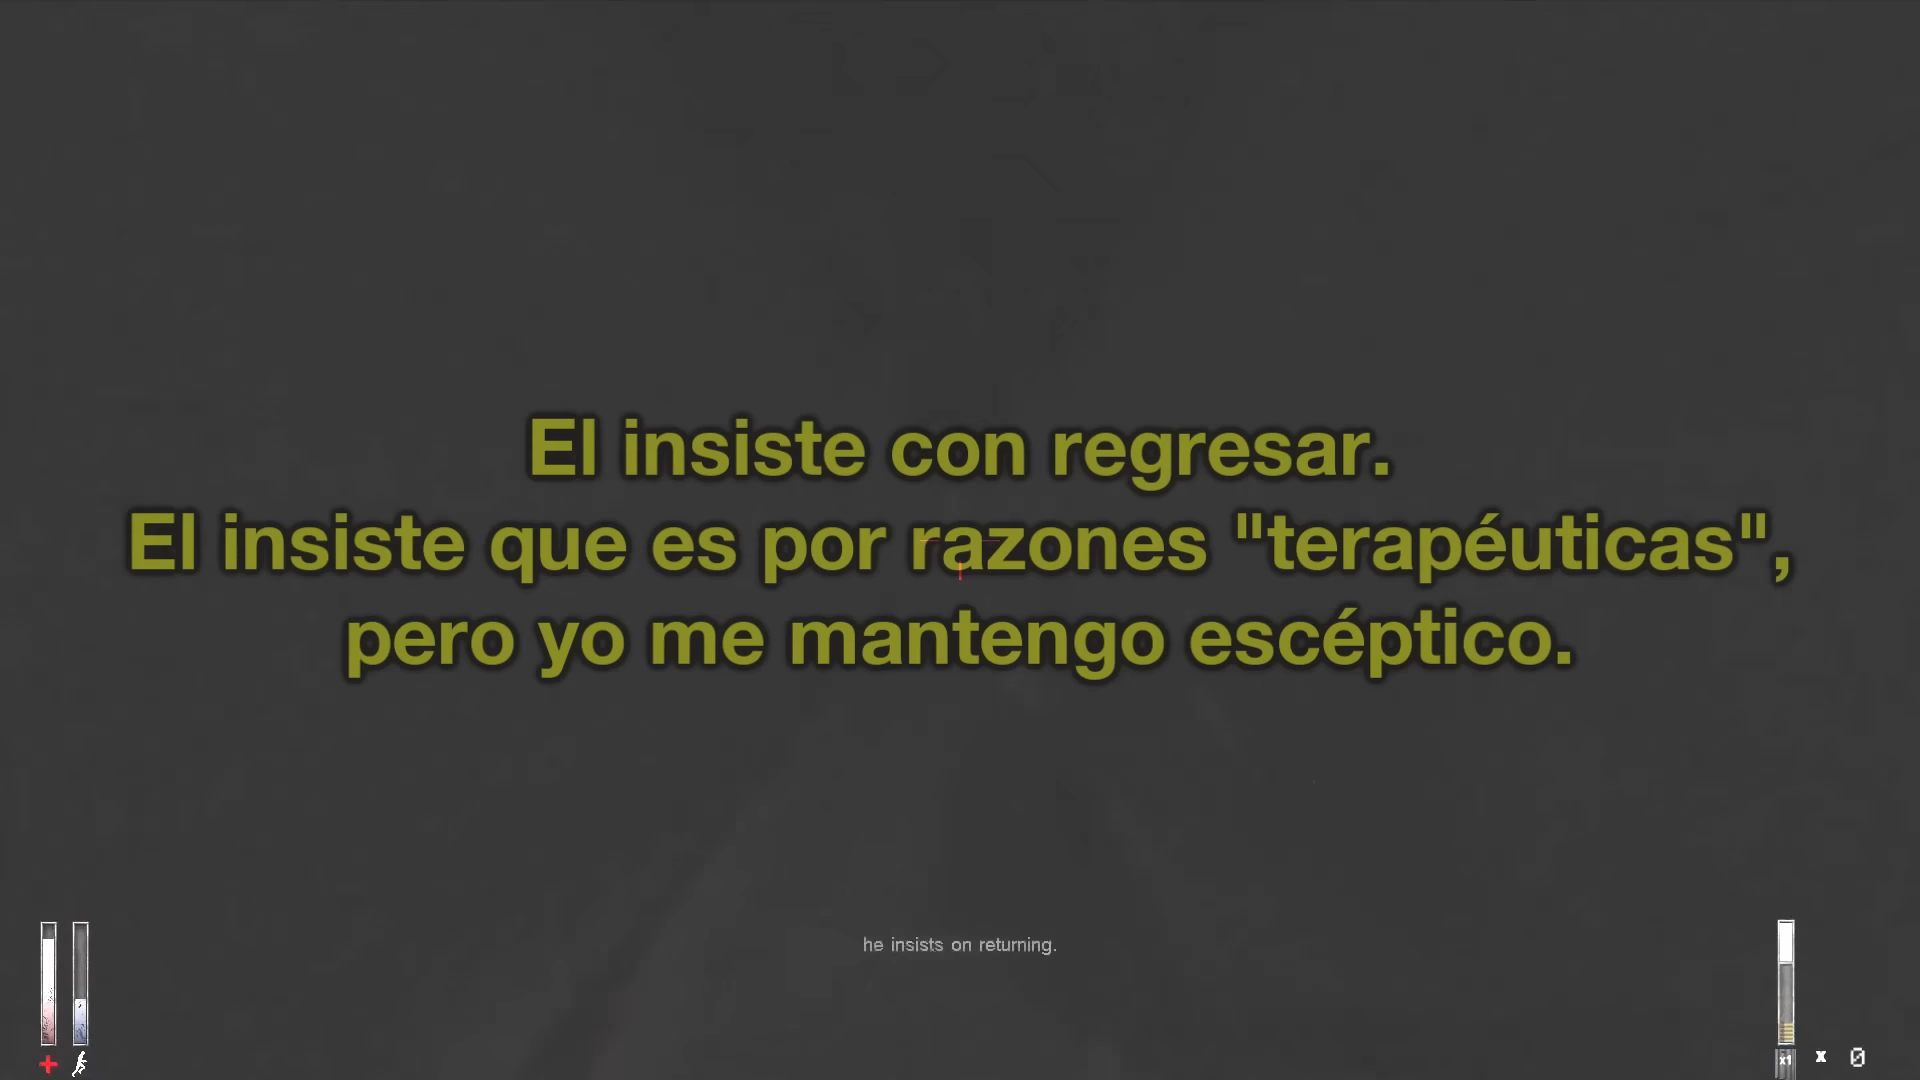 El insiste con regresar.
El insiste que es por razones "terapéuticas",
pero yo me mantengo escéptico.
he insists on returning.
x1 x 0